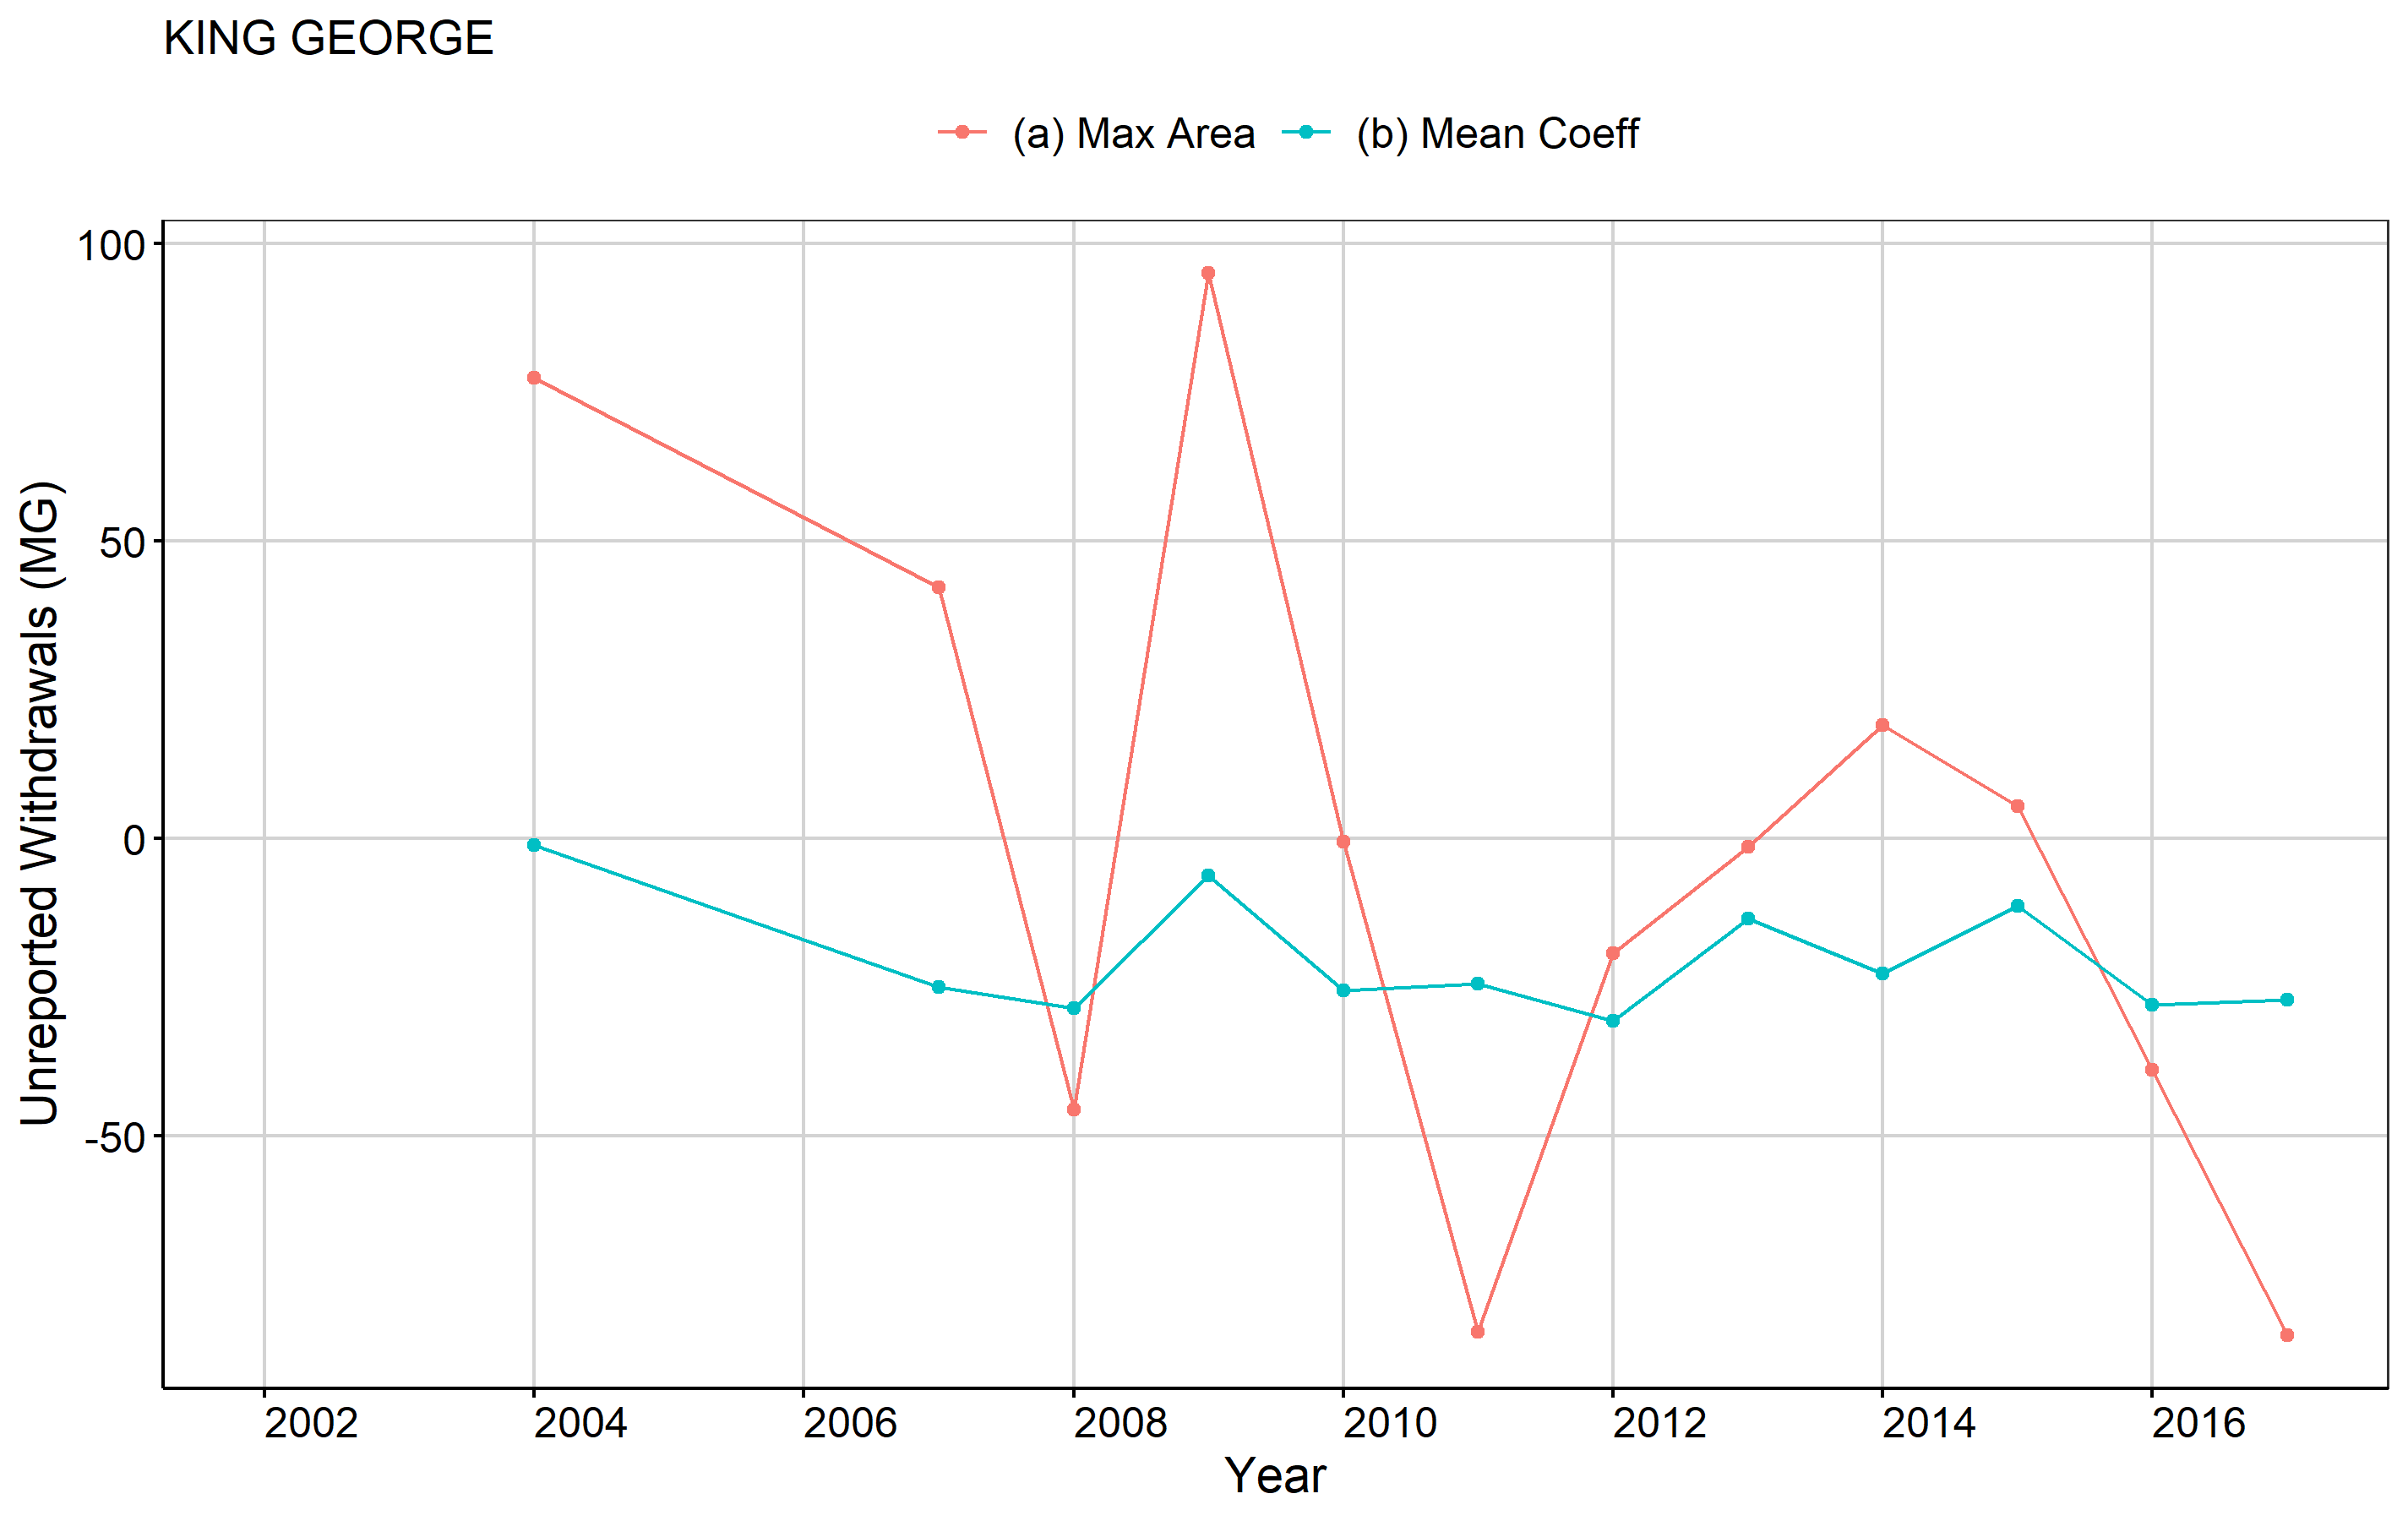 KING GEORGE
(a) Max Area (b) Mean Coeff
Unreported Withdrawals (MG)
100
50
0
-50
2002 2004 2006 2008 2010 2012 2014 2016
Year